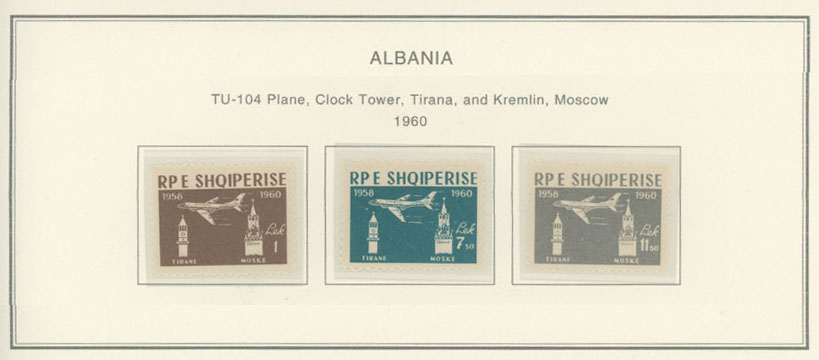 ALBANIA
TU-104 Plane, Clock Tower, Tirana, and Kremlin, Moscow
1960
RP E SHQIPERISE
1958 1960
Lek
1
TIRANE MOSKE
RP E SHQIPERISE
1958 1960
Lek
7 50
TIRANE MOSKE
RP E SHQIPERISE
1958 1960
Lek
11 50
TIRANE MOSKE